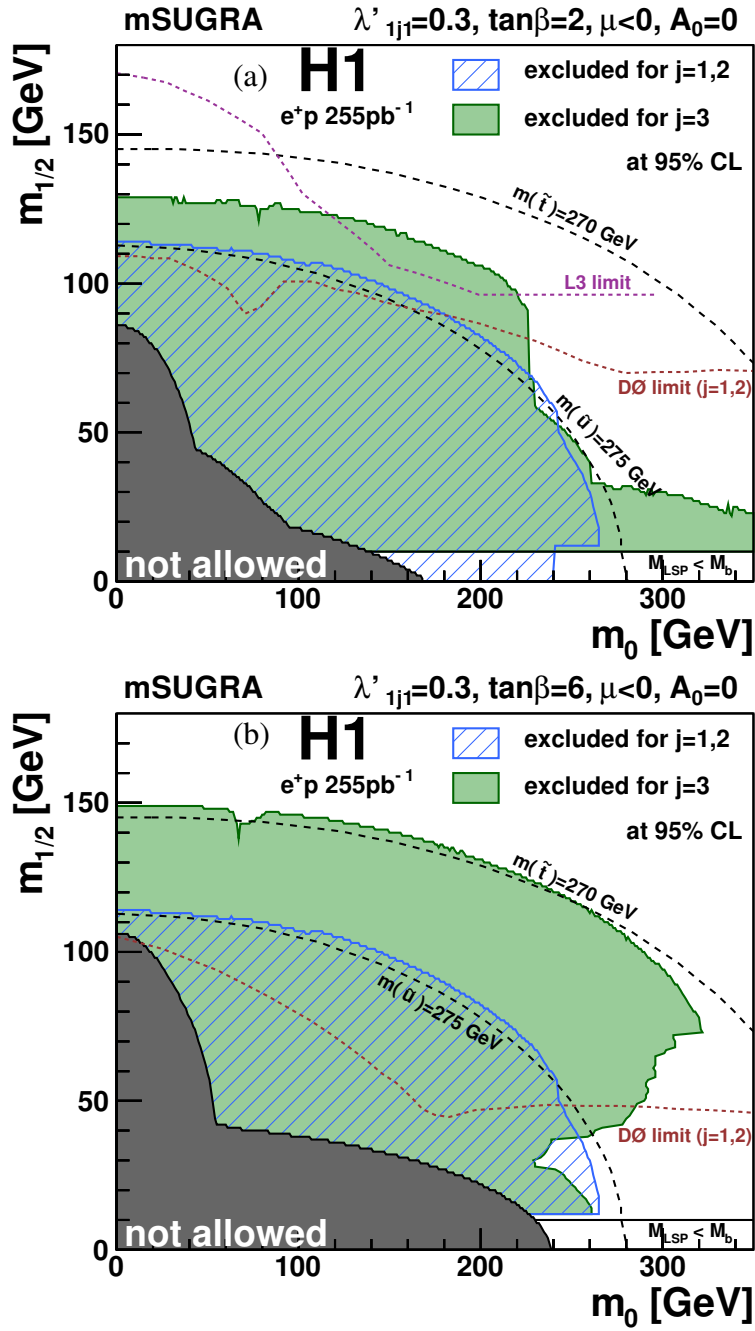 mSUGRA λ'1j1=0.3, tanβ=2, μ<0, A0=0
(a) H1
e+p 255pb-1
excluded for j=1,2
excluded for j=3
at 95% CL
m1/2 [GeV]
150
100
50
0
m(t̃)=270 GeV
L3 limit
DØ limit (j=1,2)
m(ũ)=275 GeV
not allowed
MLSP < Mb
0 100 200 300
m0 [GeV]
mSUGRA λ'1j1=0.3, tanβ=6, μ<0, A0=0
(b) H1
e+p 255pb-1
excluded for j=1,2
excluded for j=3
at 95% CL
m1/2 [GeV]
150
100
50
0
m(t̃)=270 GeV
m(ũ)=275 GeV
DØ limit (j=1,2)
not allowed
MLSP < Mb
0 100 200 300
m0 [GeV]